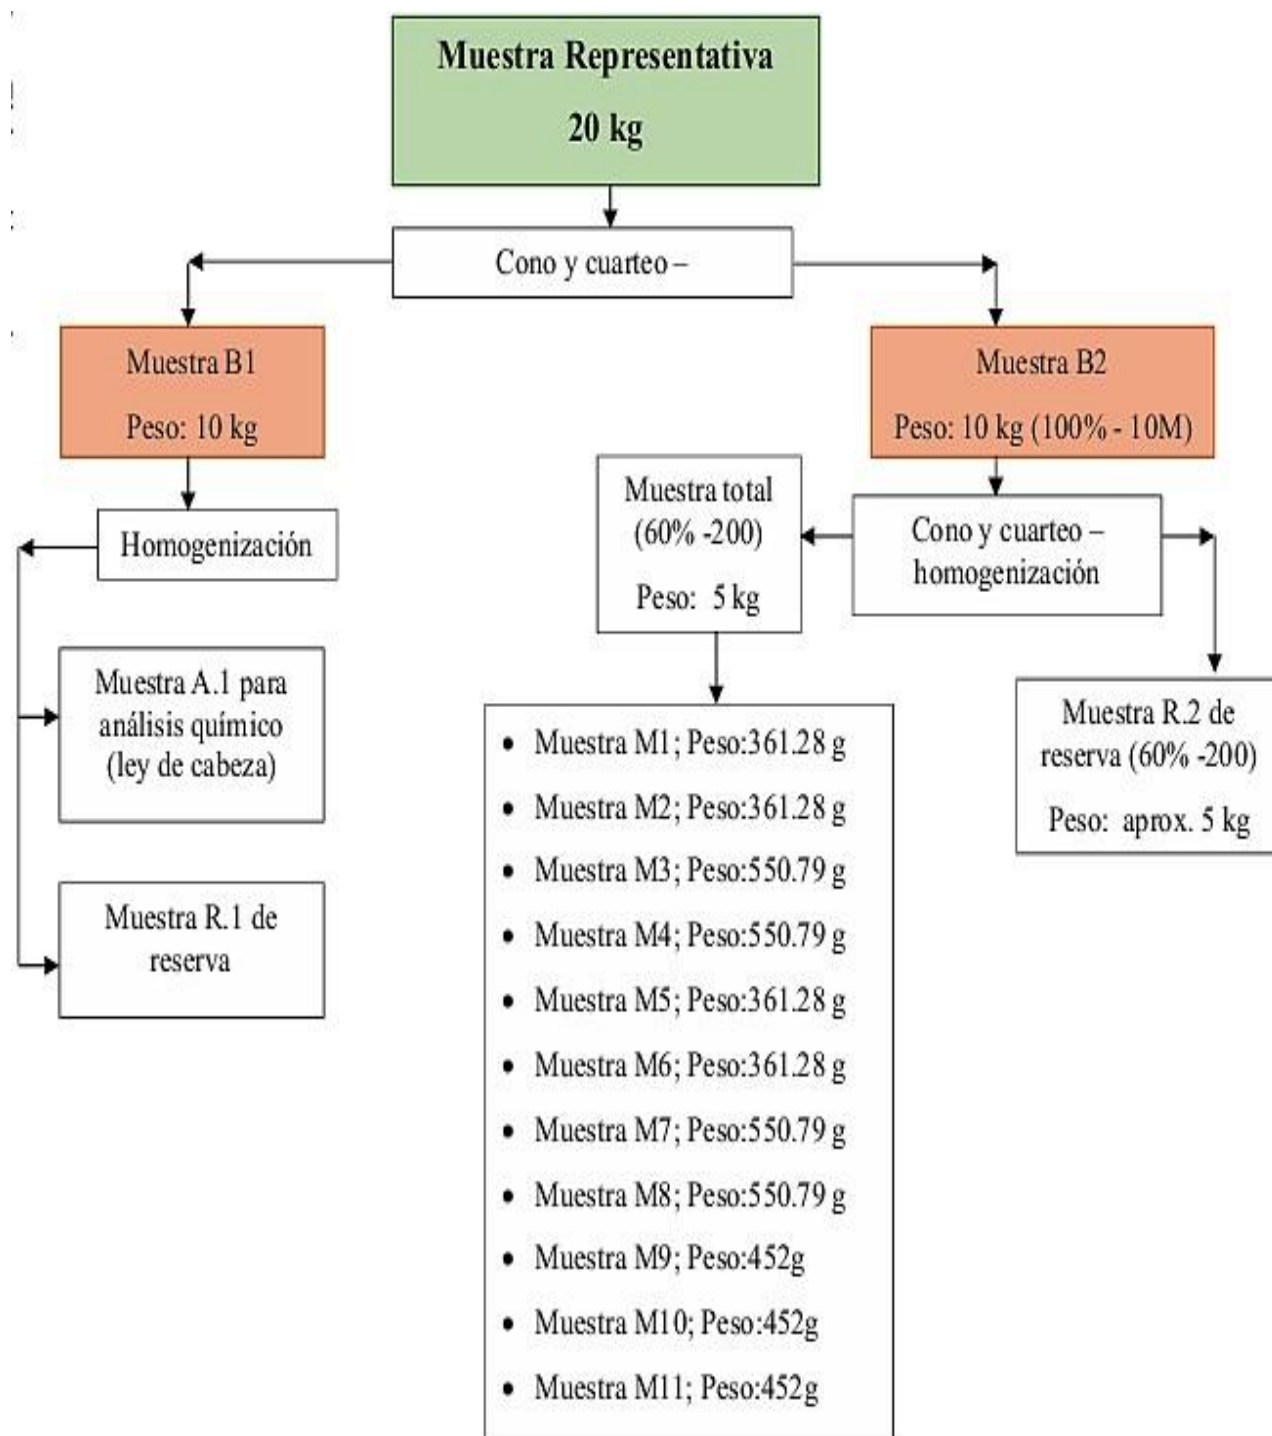 Muestra Representativa
20 kg
Cono y cuarteo –
Muestra B1
Peso: 10 kg
Muestra B2
Peso: 10 kg (100% - 10M)
Homogenización
Muestra A.1 para
análisis químico
(ley de cabeza)
Muestra R.1 de
reserva
Muestra total
(60% -200)
Peso: 5 kg
Cono y cuarteo –
homogenización
Muestra R.2 de
reserva (60% -200)
Peso: aprox. 5 kg
• Muestra M1; Peso:361.28 g
• Muestra M2; Peso:361.28 g
• Muestra M3; Peso:550.79 g
• Muestra M4; Peso:550.79 g
• Muestra M5; Peso:361.28 g
• Muestra M6; Peso:361.28 g
• Muestra M7; Peso:550.79 g
• Muestra M8; Peso:550.79 g
• Muestra M9; Peso:452g
• Muestra M10; Peso:452g
• Muestra M11; Peso:452g